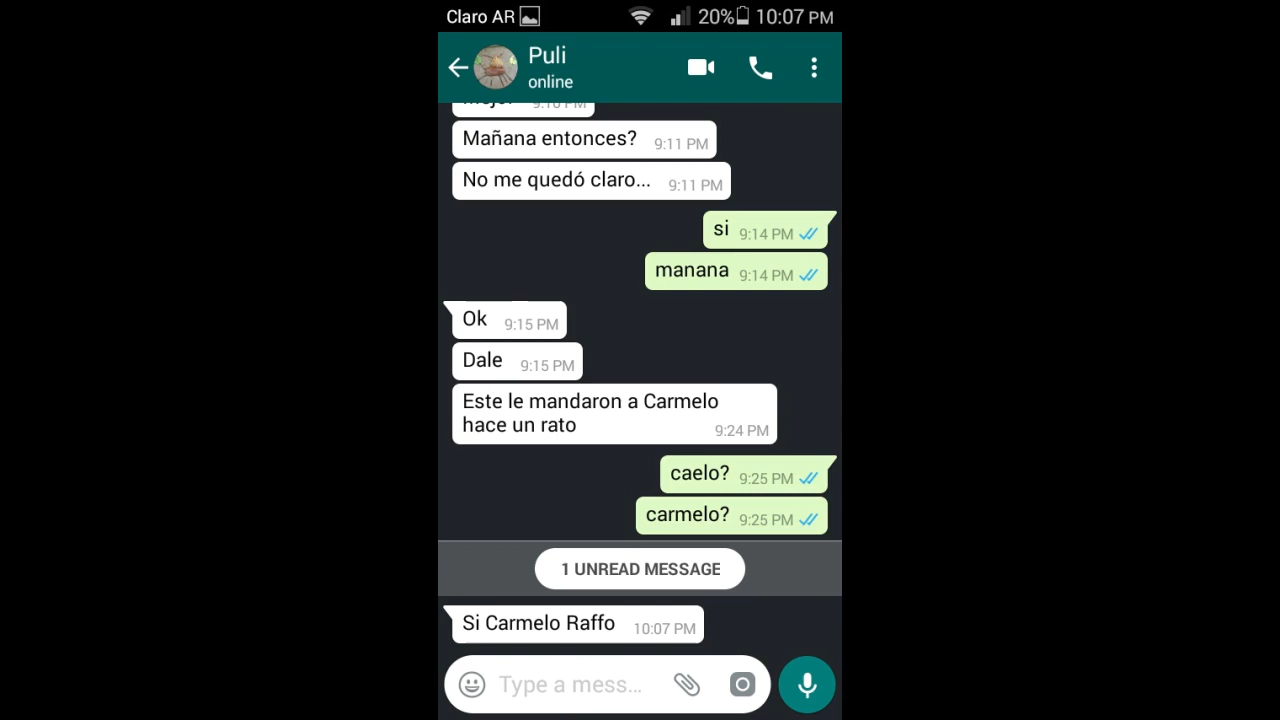 Claro AR 20% 10:07 PM
Puli
online
9:10 PM
Mañana entonces? 9:11 PM
No me quedó claro... 9:11 PM
si 9:14 PM
manana 9:14 PM
Ok 9:15 PM
Dale 9:15 PM
Este le mandaron a Carmelo
hace un rato 9:24 PM
caelo? 9:25 PM
carmelo? 9:25 PM
1 UNREAD MESSAGE
Si Carmelo Raffo 10:07 PM
Type a mess...